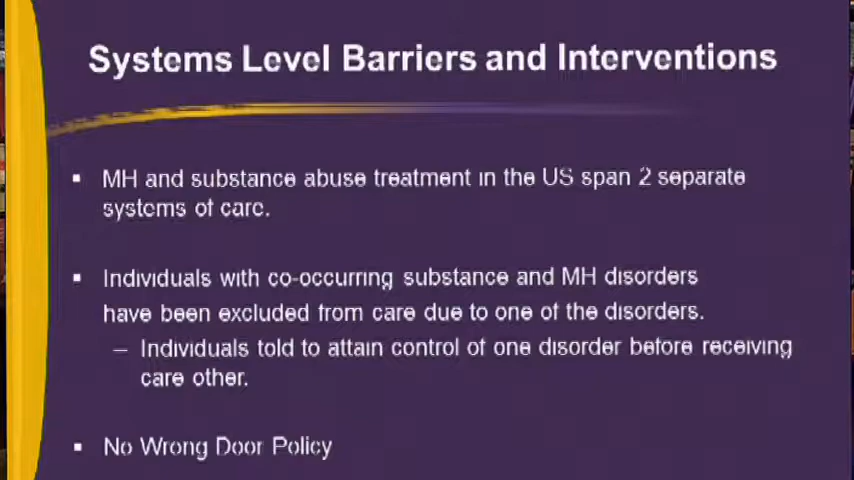 Systems Level Barriers and Interventions
▪ MH and substance abuse treatment in the US span 2 separate
systems of care.
▪ Individuals with co-occurring substance and MH disorders
have been excluded from care due to one of the disorders.
– Individuals told to attain control of one disorder before receiving
care other.
▪ No Wrong Door Policy